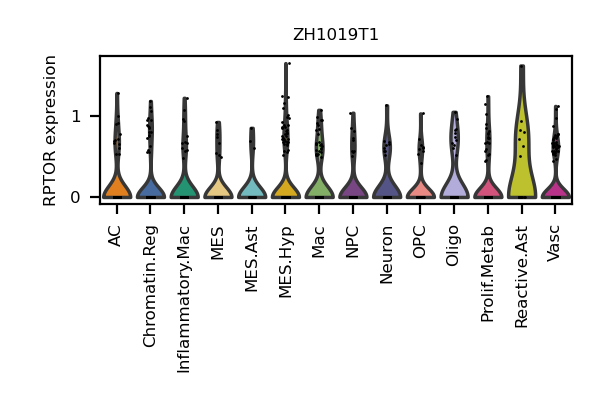 ZH1019T1
RPTOR expression
1
0
AC
Chromatin.Reg
Inflammatory.Mac
MES
MES.Ast
MES.Hyp
Mac
NPC
Neuron
OPC
Oligo
Prolif.Metab
Reactive.Ast
Vasc